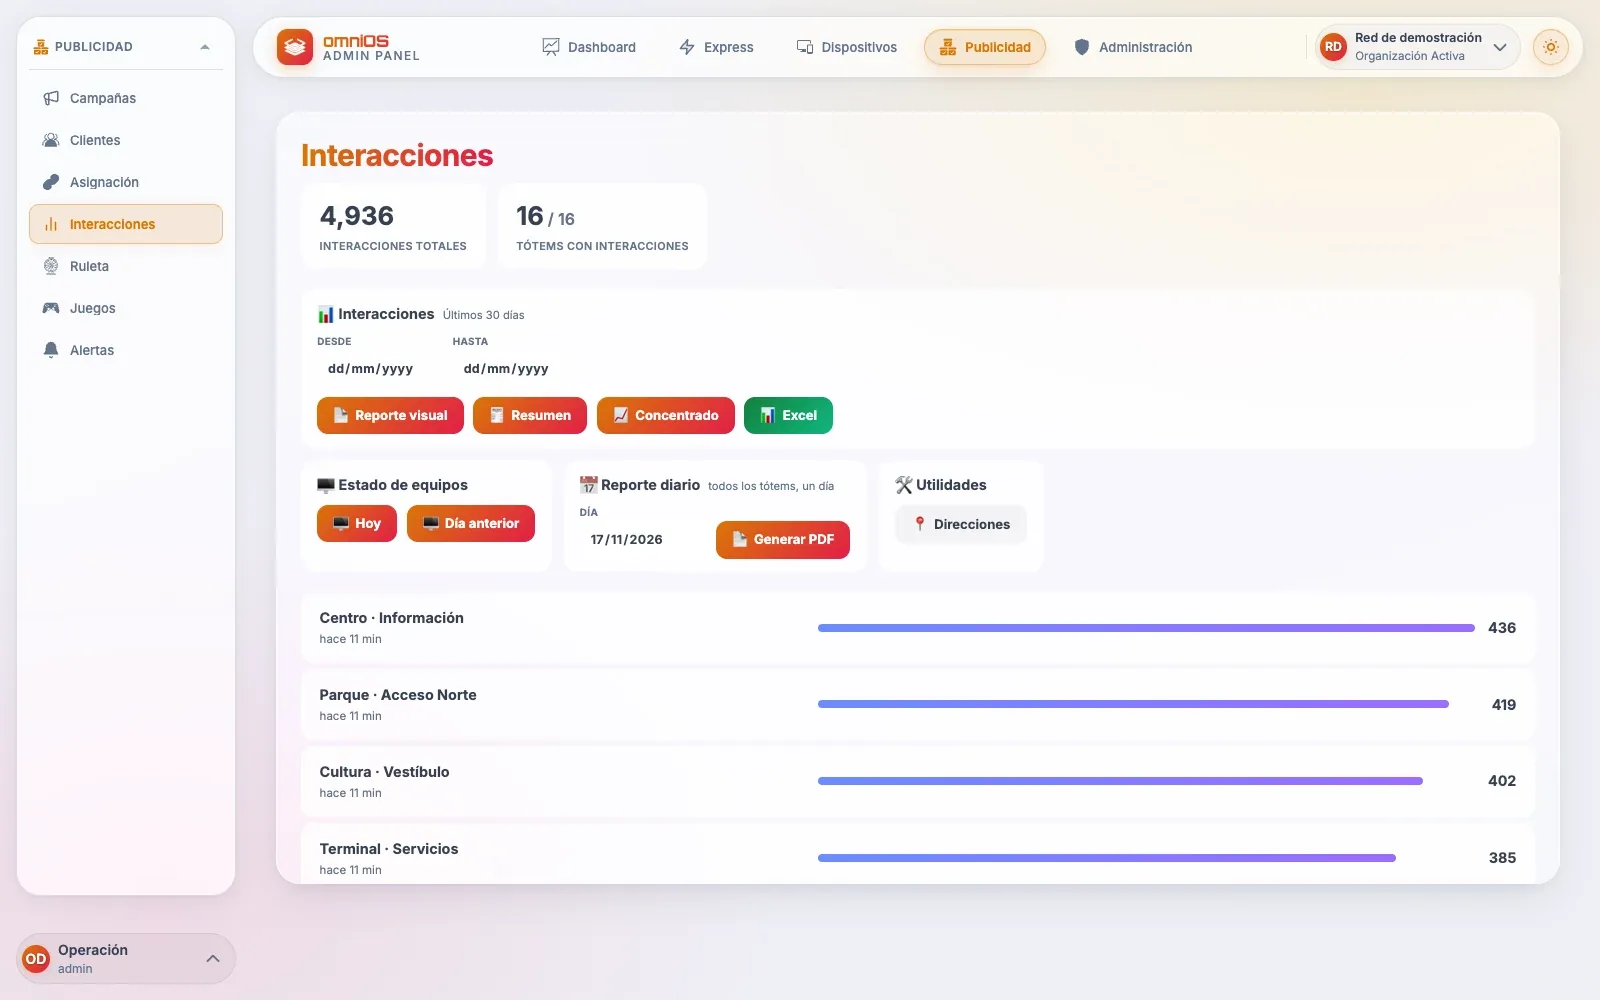 PUBLICIDAD
Campañas
Clientes
Asignación
Interacciones
Ruleta
Juegos
Alertas
Operación
OD
admin
omniOS
ADMIN PANEL
Dashboard
Express
Dispositivos
Publicidad
Administración
RD
Red de demostración
Organización Activa
Interacciones
4,936
INTERACCIONES TOTALES
16 / 16
TÓTEMS CON INTERACCIONES
Interacciones Últimos 30 días
DESDE HASTA
dd/mm/yyyy dd/mm/yyyy
Reporte visual Resumen Concentrado Excel
Estado de equipos
Hoy Día anterior
17 Reporte diario todos los tótems, un día
DÍA
17/11/2026 Generar PDF
Utilidades
Direcciones
Centro · Información
hace 11 min
436
Parque · Acceso Norte
hace 11 min
419
Cultura · Vestíbulo
hace 11 min
402
Terminal · Servicios
hace 11 min
385